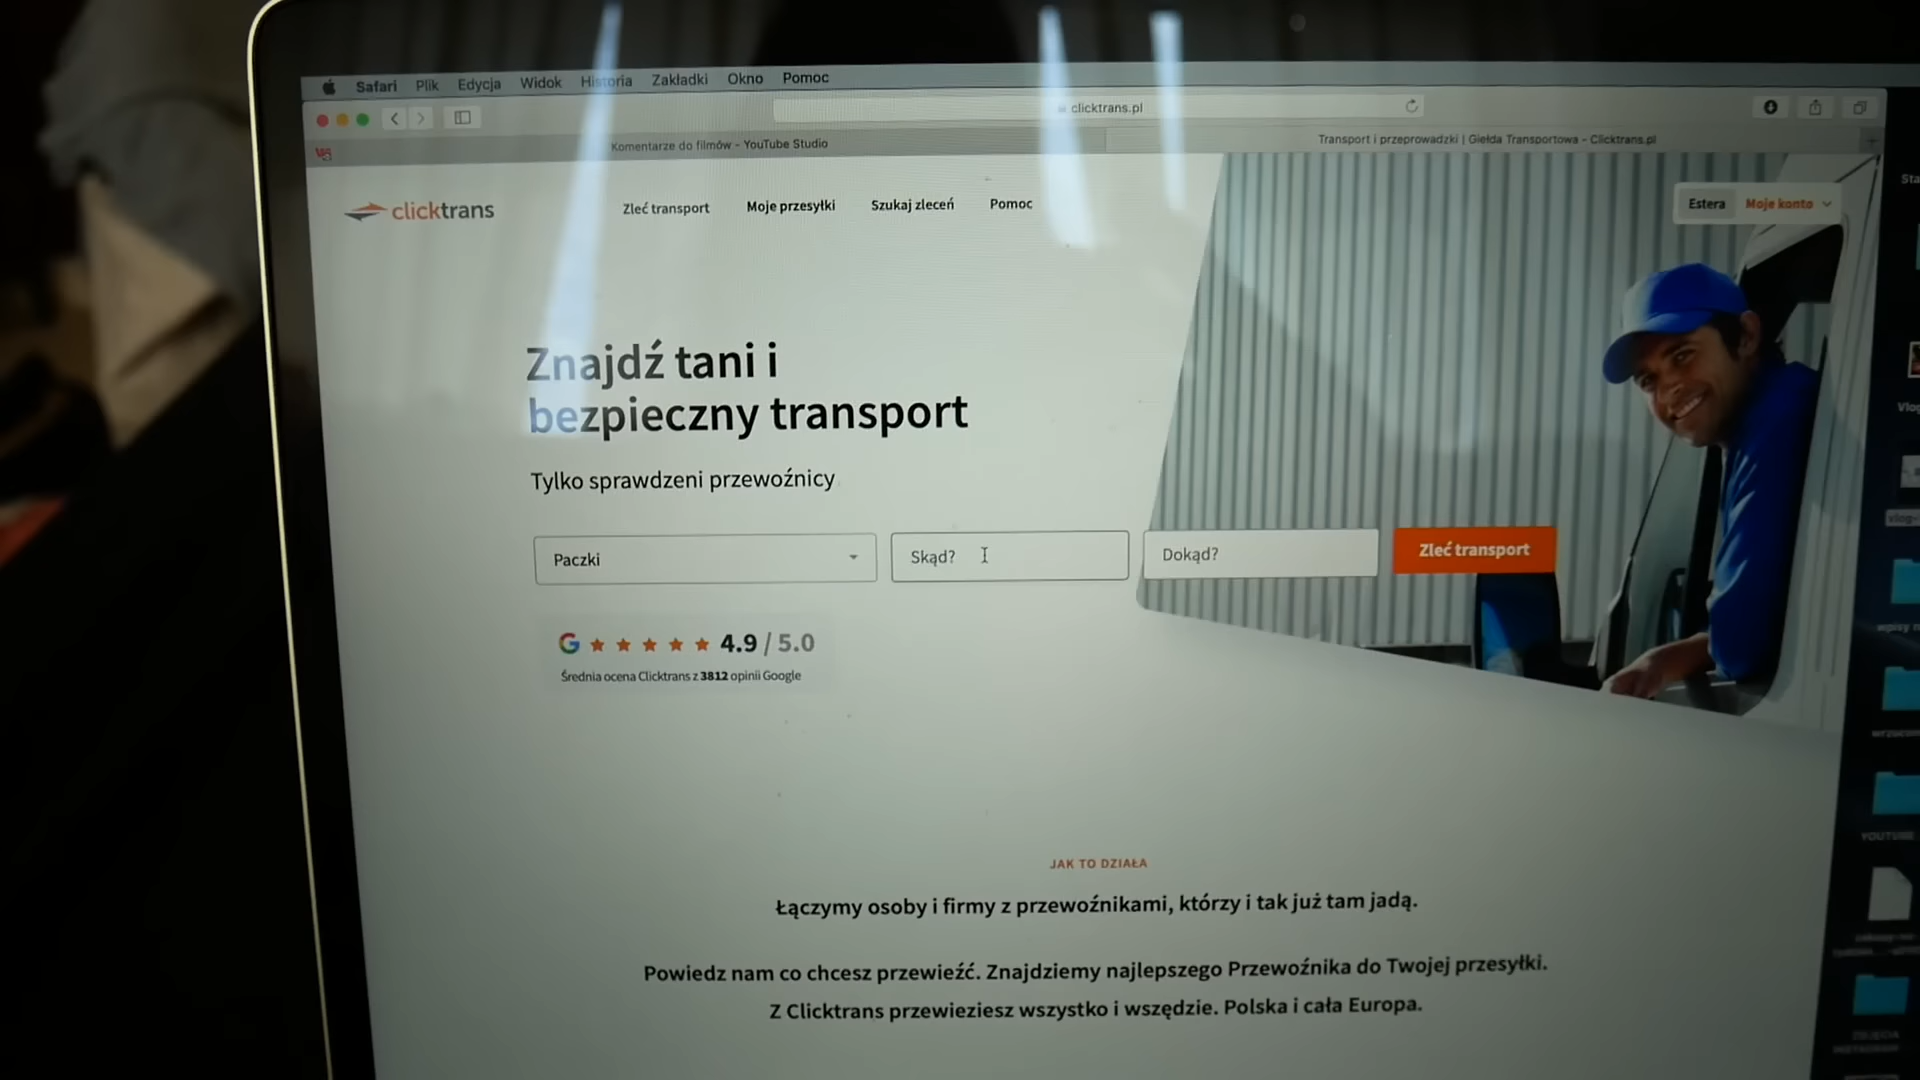 Safari Plik Edycja Widok Historia Zakładki Okno Pomoc
clicktrans.pl
Komentarze do filmów – YouTube Studio
Transport i przeprowadzki | Giełda Transportowa - Clicktrans.pl
clicktrans
Zleć transport
Moje przesyłki
Szukaj zleceń
Pomoc
Estera
Moje konto
Znajdź tani i
bezpieczny transport
Tylko sprawdzeni przewoźnicy
Paczki
Skąd?
Dokąd?
Zleć transport
4.9 / 5.0
Średnia ocena Clicktrans z 3812 opinii Google
JAK TO DZIAŁA
Łączymy osoby i firmy z przewoźnikami, którzy i tak już tam jadą.
Powiedz nam co chcesz przewieźć. Znajdziemy najlepszego Przewoźnika do Twojej przesyłki.
Z Clicktrans przewieziesz wszystko i wszędzie. Polska i cała Europa.
YOUTUBE